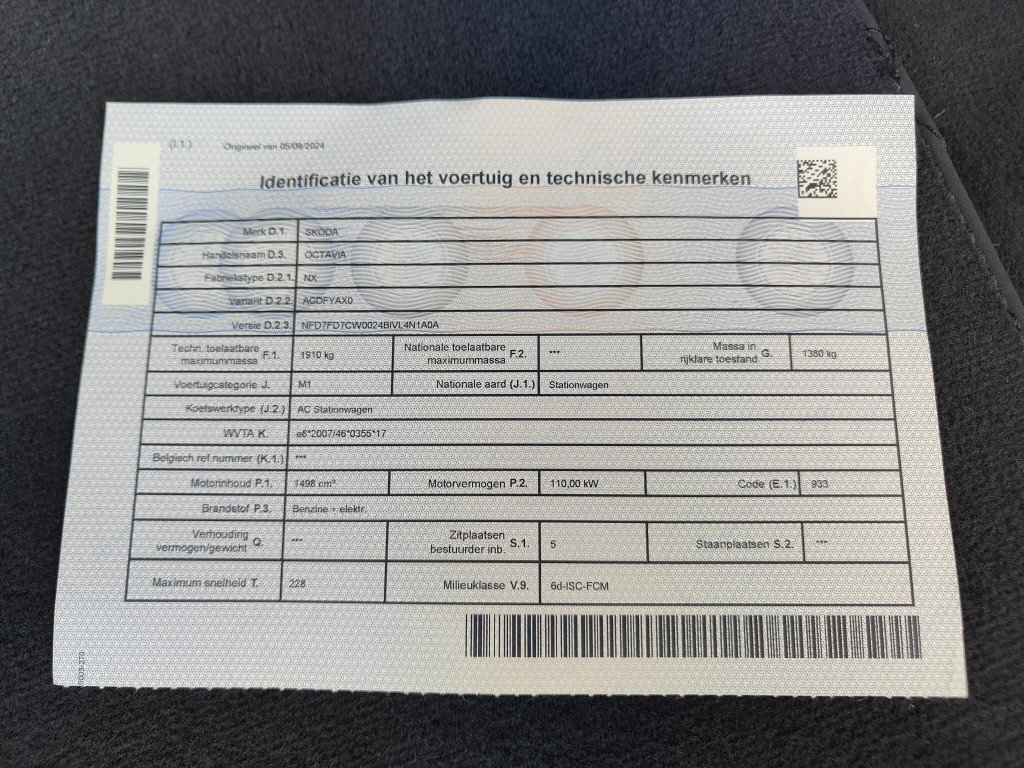 (I.1.) Origineel van 05/09/2024
Identificatie van het voertuig en technische kenmerken
Merk D.1. SKODA
Handelsnaam D.3. OCTAVIA
Fabriekstype D.2.1. NX
Variant D.2.2. ACDFYAX0
Versie D.2.3. NFD7FD7CW0024BIVL4N1A0A
Techn. toelaatbare maximummassa F.1. 1910 kg Nationale toelaatbare maximummassa F.2. *** Massa in rijklare toestand G. 1380 kg
Voertuigcategorie J. M1 Nationale aard (J.1.) Stationwagen
Koetswerktype (J.2.) AC Stationwagen
WVTA K. e8*2007/46*0355*17
Belgisch ref.nummer (K.1.) ***
Motorinhoud P.1. 1498 cm³ Motorvermogen P.2. 110,00 kW Code (E.1.) 933
Brandstof P.3. Benzine + elektr.
Verhouding vermogen/gewicht Q. *** Zitplaatsen bestuurder inb. S.1. 5 Staanplaatsen S.2. ***
Maximum snelheid T. 228 Milieuklasse V.9. 6d-ISC-FCM